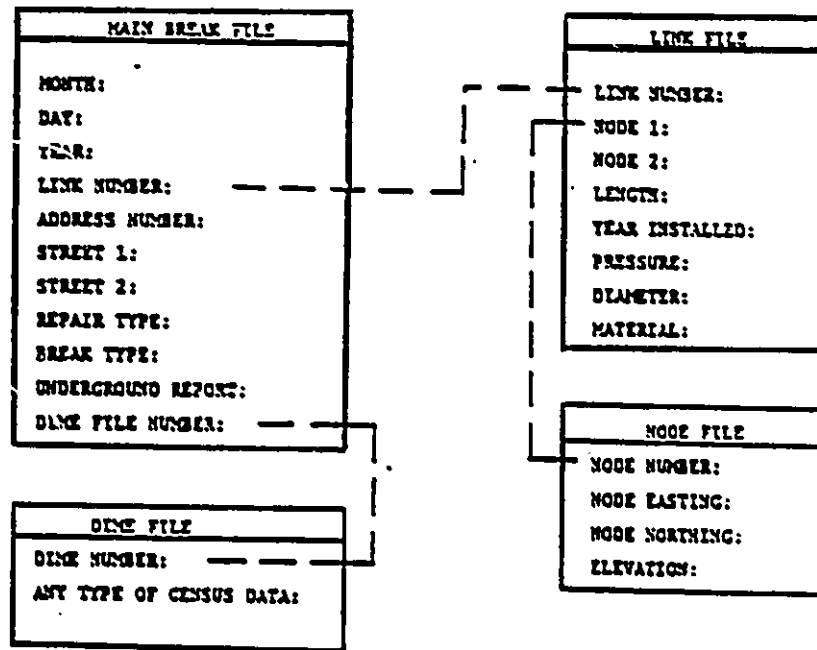 MAIN BREAK FILE
MONTH:
DAY:
YEAR:
LINK NUMBER:
ADDRESS NUMBER:
STREET 1:
STREET 2:
REPAIR TYPE:
BREAK TYPE:
UNDERGROUND REPORT:
DIME FILE NUMBER:
DIME FILE
DIME NUMBER:
ANY TYPE OF CENSUS DATA:
LINK FILE
LINK NUMBER:
NODE 1:
NODE 2:
LENGTH:
YEAR INSTALLED:
PRESSURE:
DIAMETER:
MATERIAL:
NODE FILE
NODE NUMBER:
NODE EASTING:
NODE NORTHING:
ELEVATION: